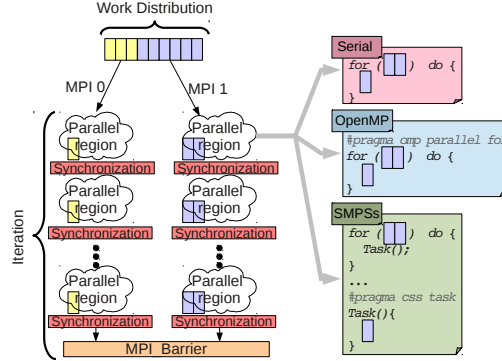 Work Distribution
MPI 0
MPI 1
Iteration
Parallel
region
Synchronization
Parallel
region
Synchronization
Parallel
region
Synchronization
Parallel
region
Synchronization
Parallel
region
Synchronization
Parallel
region
Synchronization
MPI Barrier
Serial
for ( ) do {
}
OpenMP
#pragma omp parallel for
for ( ) do {
}
SMPSs
for ( ) do {
Task();
}
...
#pragma css task
Task(){
}